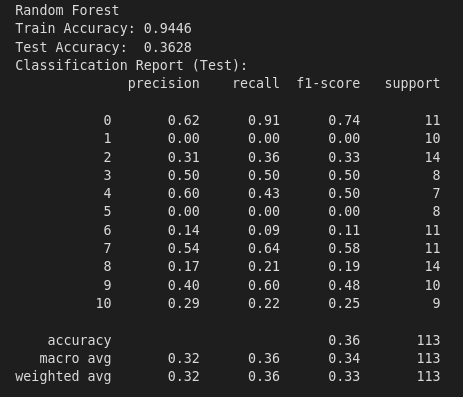 Random Forest
Train Accuracy: 0.9446
Test Accuracy:  0.3628
Classification Report (Test):
              precision    recall  f1-score   support

           0       0.62      0.91      0.74        11
           1       0.00      0.00      0.00        10
           2       0.31      0.36      0.33        14
           3       0.50      0.50      0.50         8
           4       0.60      0.43      0.50         7
           5       0.00      0.00      0.00         8
           6       0.14      0.09      0.11        11
           7       0.54      0.64      0.58        11
           8       0.17      0.21      0.19        14
           9       0.40      0.60      0.48        10
          10       0.29      0.22      0.25         9

    accuracy                           0.36       113
   macro avg       0.32      0.36      0.34       113
weighted avg       0.32      0.36      0.33       113